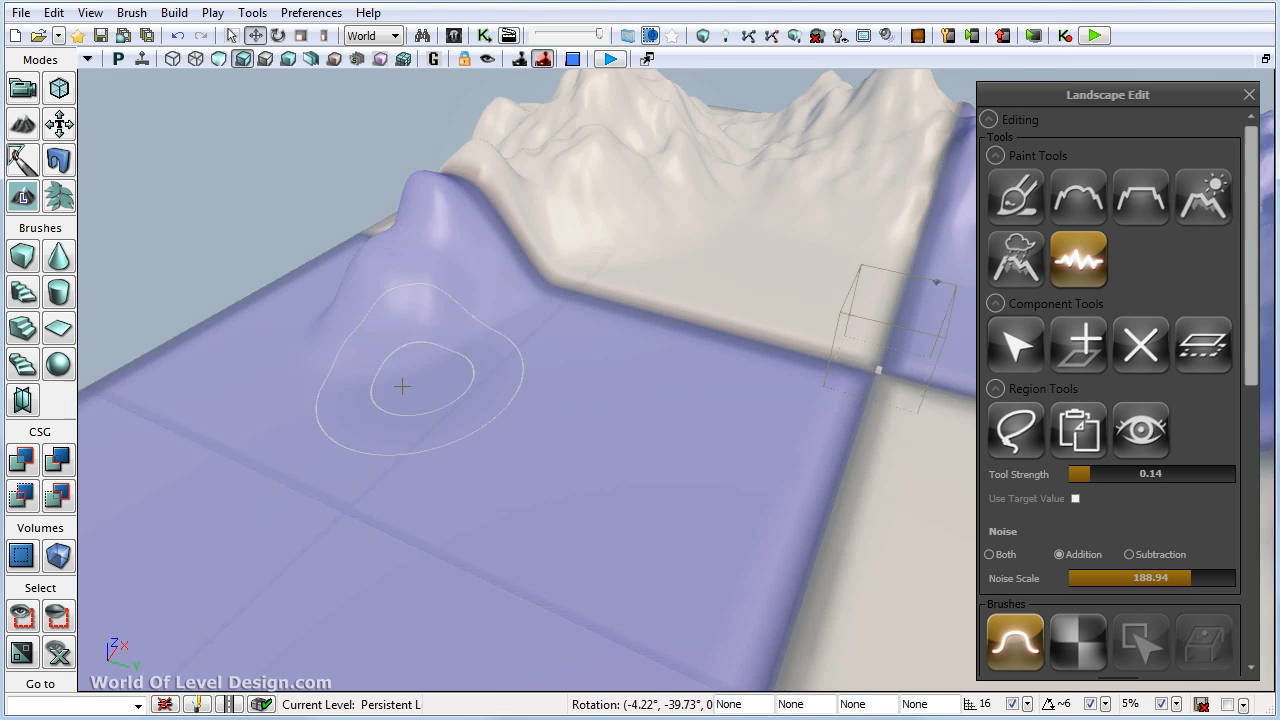 File Edit View Brush Build Play Tools Preferences Help
World
Modes
P G
L
Brushes
CSG
Volumes
Select
Go to
Landscape Edit
Editing
Tools
Paint Tools
Component Tools
Region Tools
Tool Strength 0.14
Use Target Value
Noise
Both Addition Subtraction
Noise Scale 188.94
Brushes
Z X
Y
World Of Level Design.com
Current Level: Persistent L Rotation: (-4.22°, -39.73°, 0 None None None None 16 ~6 5%